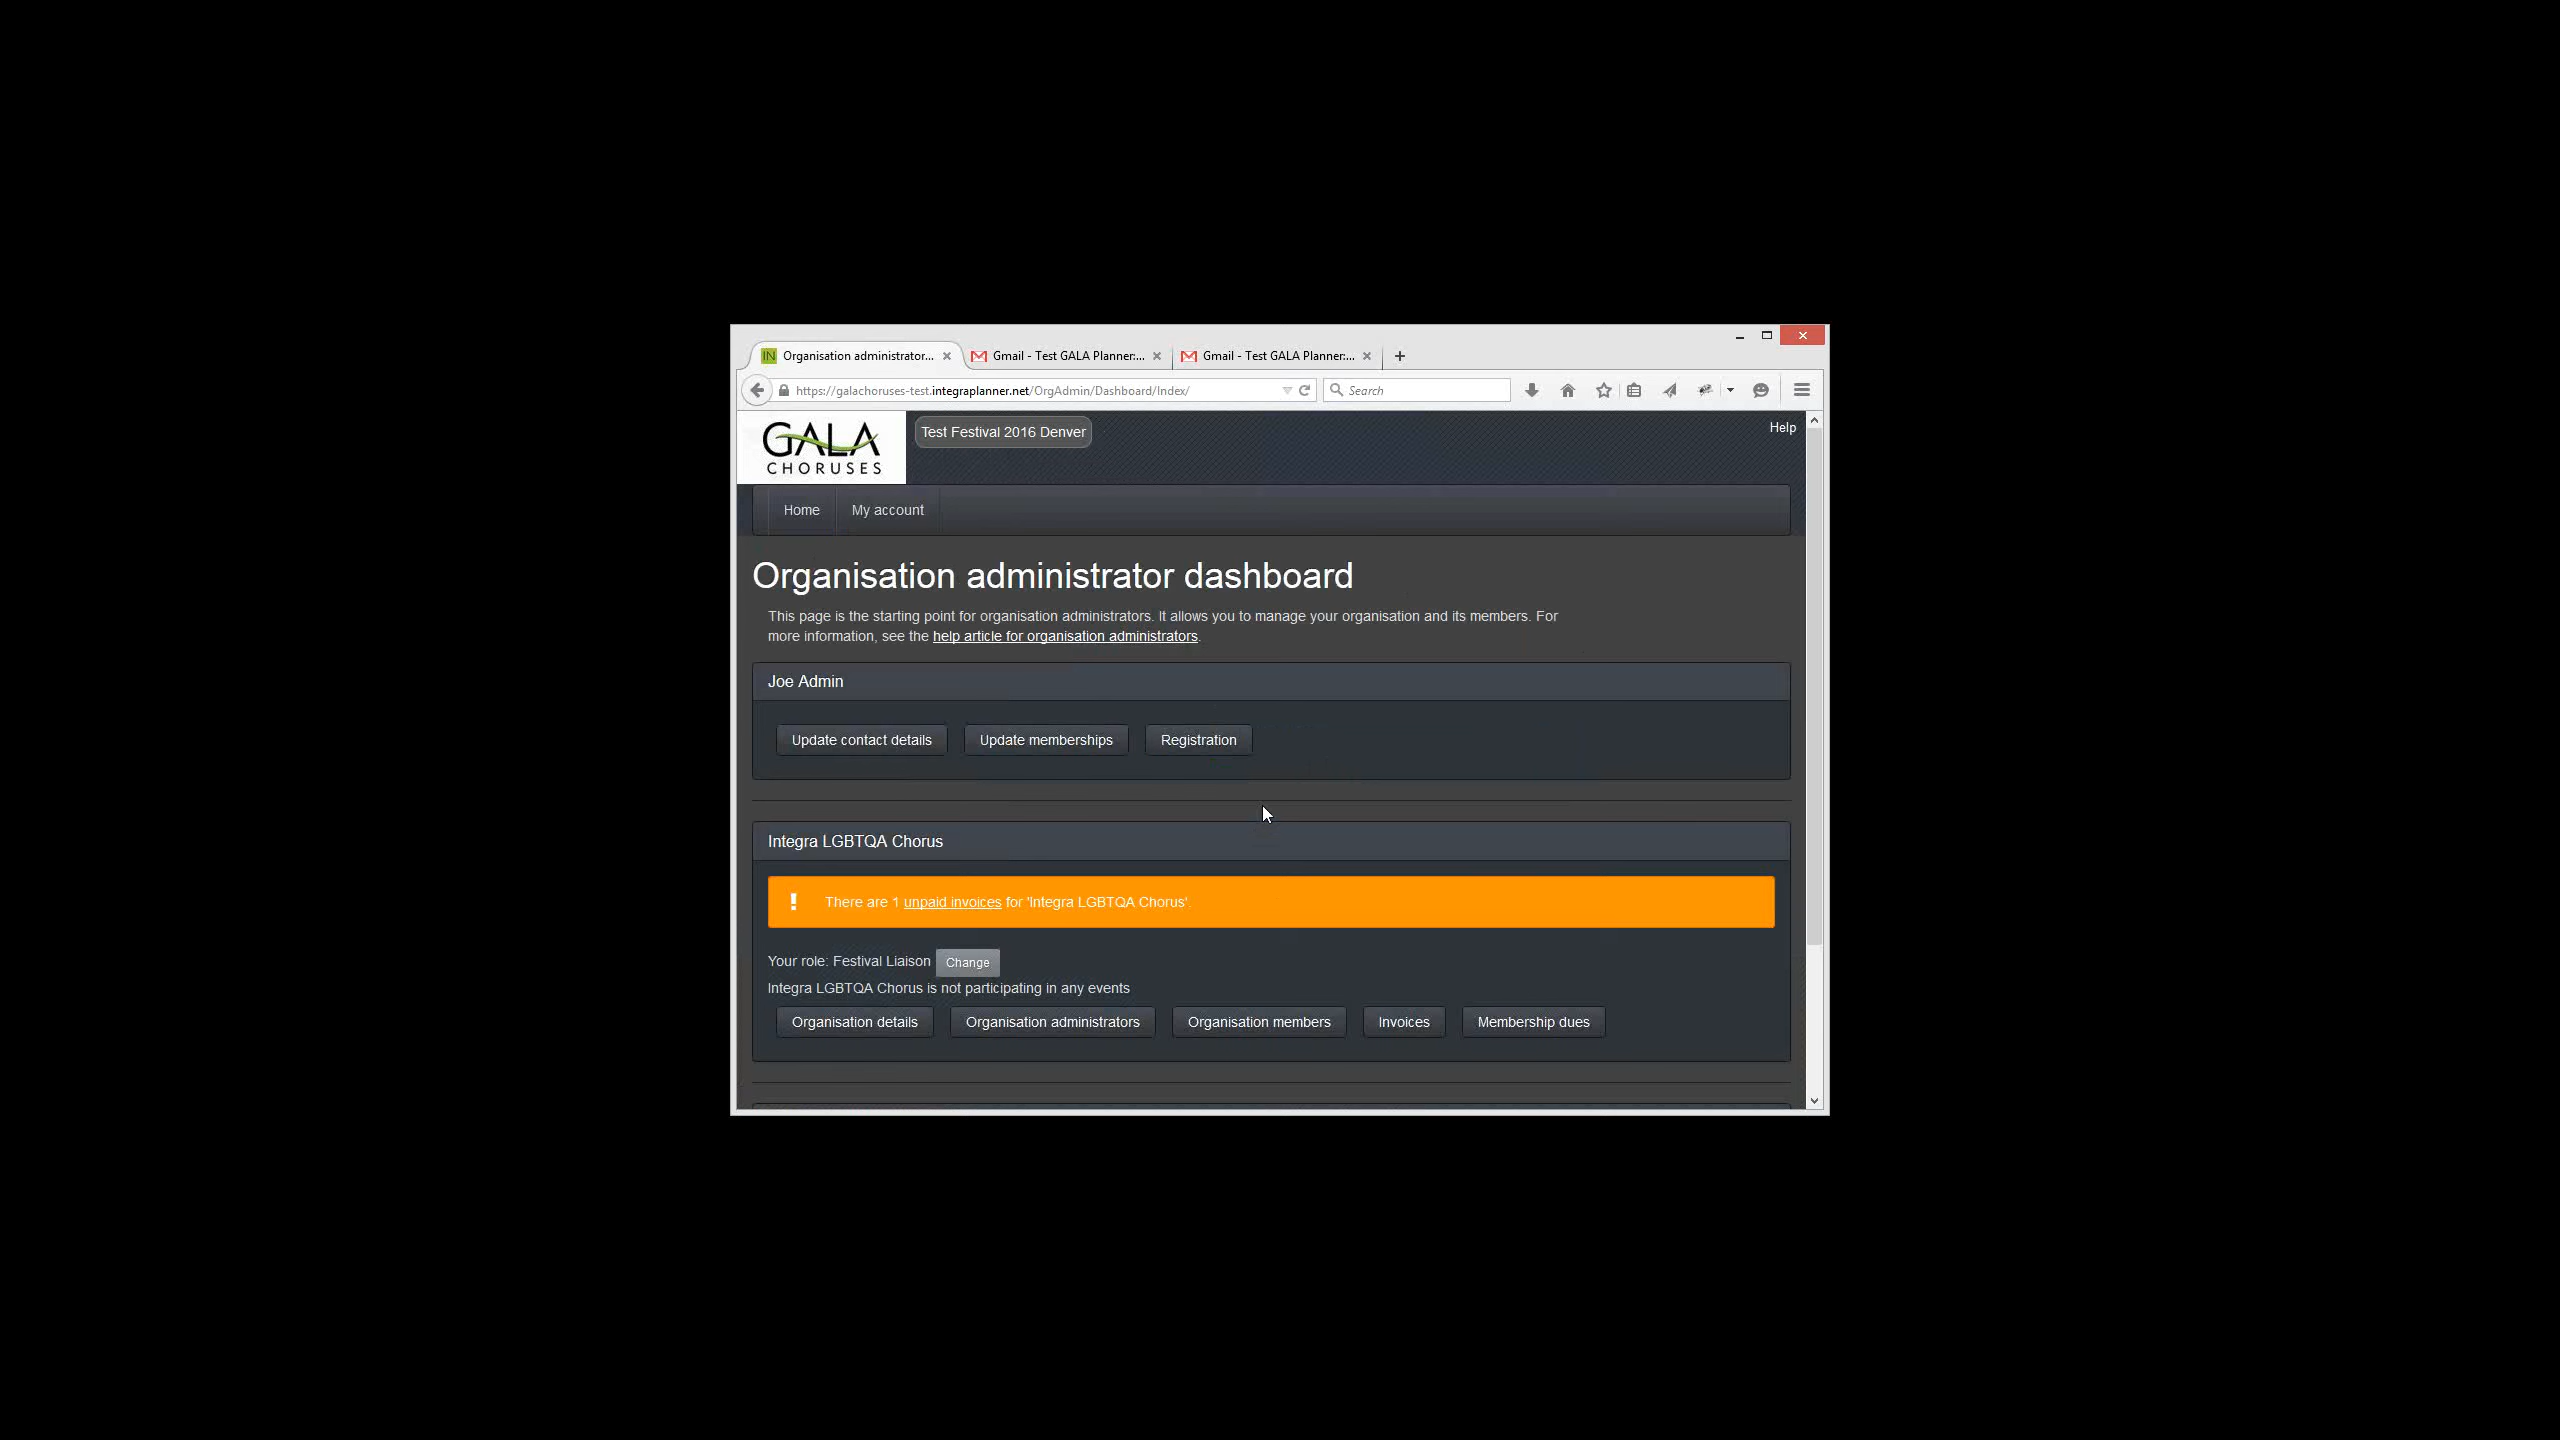 Organisation administrator...
Gmail - Test GALA Planner:...
Gmail - Test GALA Planner:...
https://galachoruses-test.integraplanner.net/OrgAdmin/Dashboard/Index/
Search
GALA
CHORUSES
Test Festival 2016 Denver
Help
Home
My account
Organisation administrator dashboard
This page is the starting point for organisation administrators. It allows you to manage your organisation and its members. For
more information, see the help article for organisation administrators.
Joe Admin
Update contact details
Update memberships
Registration
Integra LGBTQA Chorus
There are 1 unpaid invoices for 'Integra LGBTQA Chorus'.
Your role: Festival Liaison Change
Integra LGBTQA Chorus is not participating in any events
Organisation details
Organisation administrators
Organisation members
Invoices
Membership dues